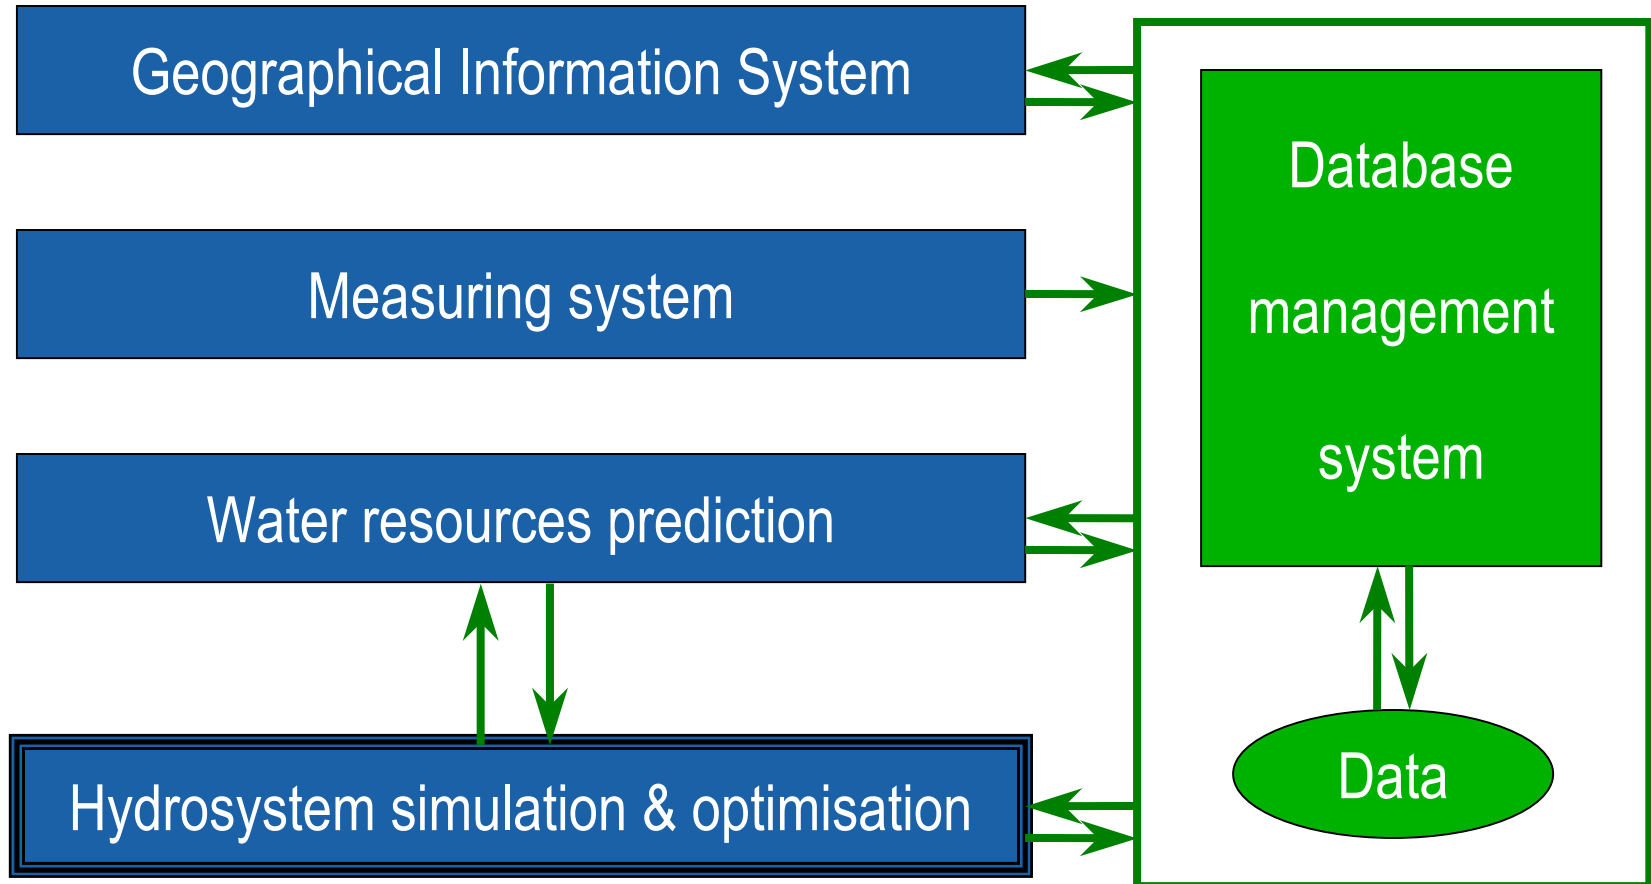 Geographical Information System
Measuring system
Water resources prediction
Hydrosystem simulation & optimisation
Database
management
system
Data